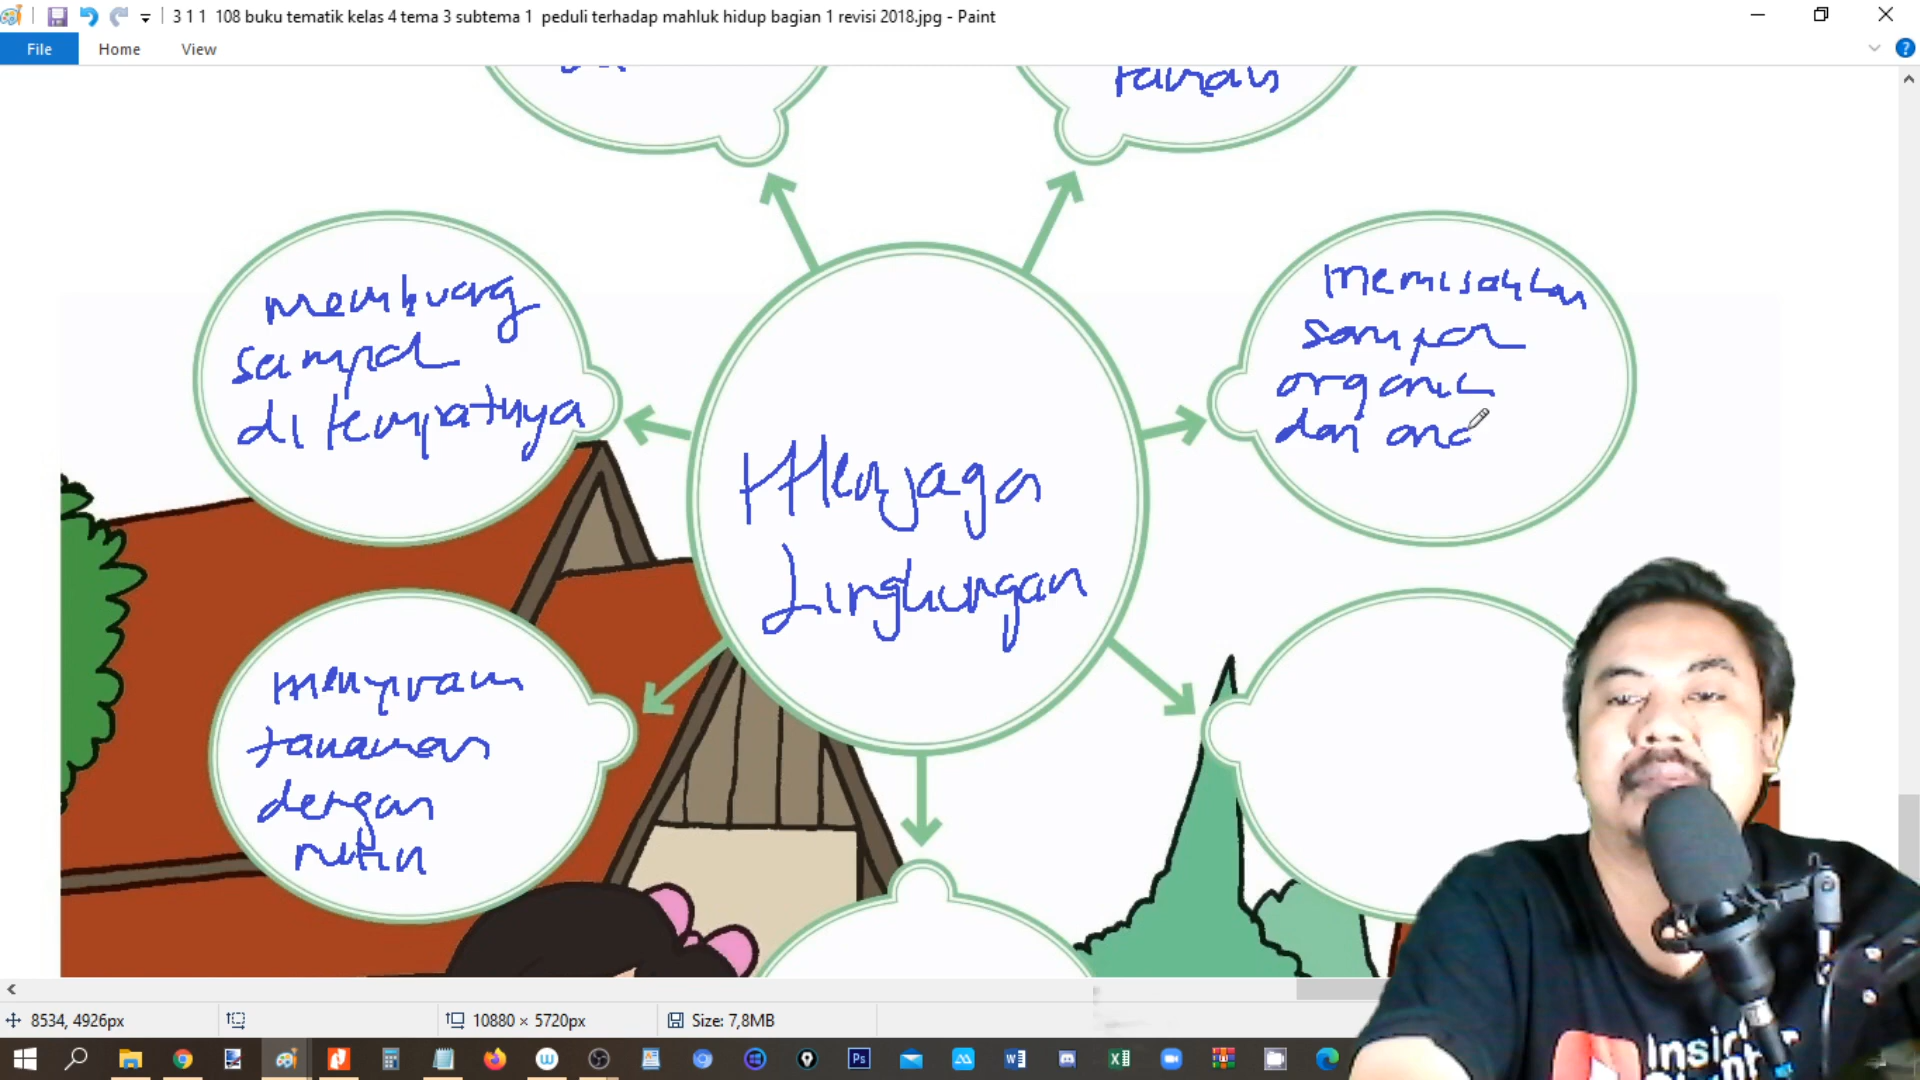 3 1 1 108 buku tematik kelas 4 tema 3 subtema 1 peduli terhadap mahluk hidup bagian 1 revisi 2018.jpg - Paint
File Home View
membuang
sampah
di tempatnya
Menjaga
Lingkungan
memisahkan
sampah
organik
dan ano
menyiram
tanaman
dengan
rutin
8534, 4926px
10880 × 5720px
Size: 7,8MB